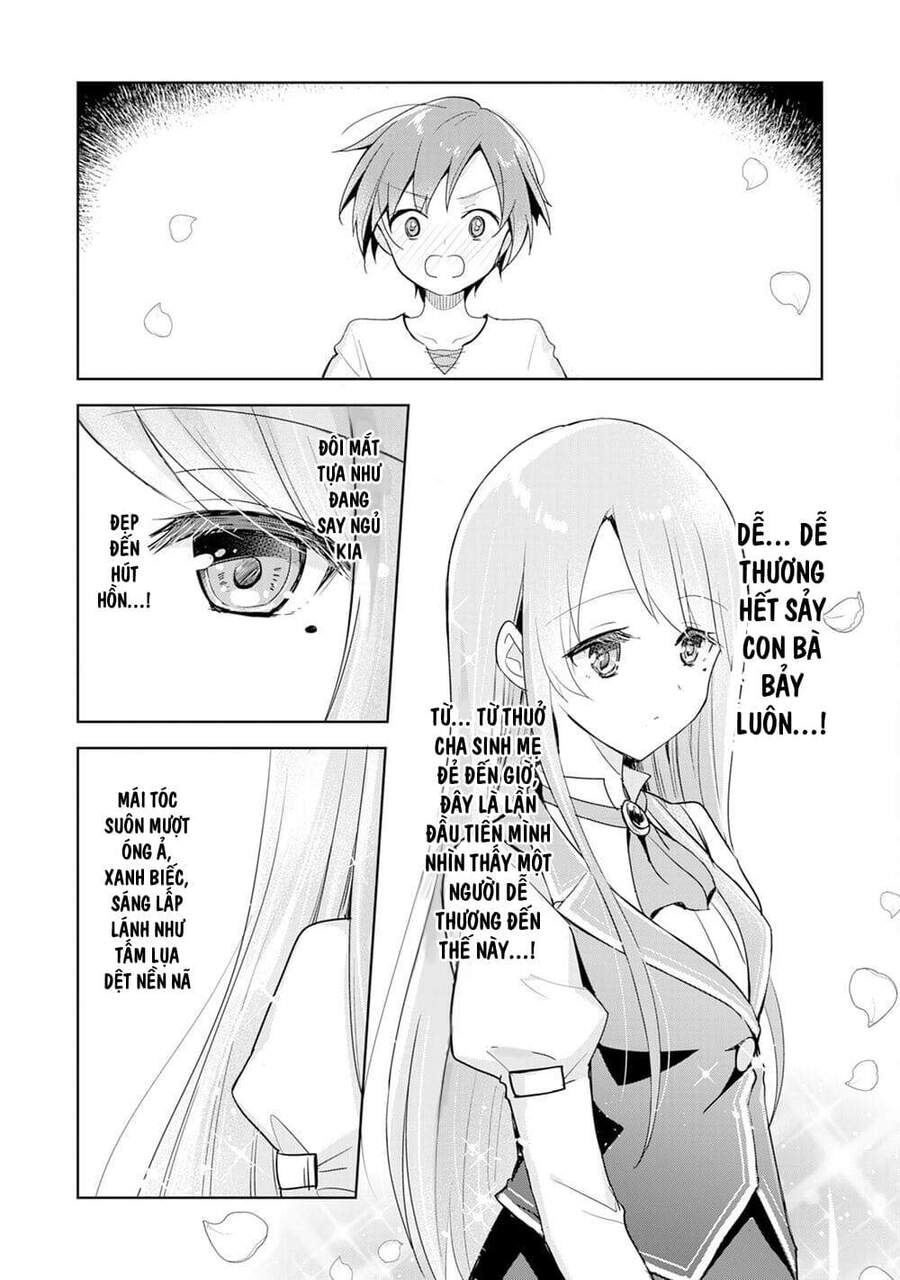 DỄ... DỄ
THƯƠNG
HẾT SẢY
CON BÀ
BẢY
LUÔN...!
TỪ... TỪ THUỞ
CHA SINH MẸ
ĐẺ ĐẾN GIỜ,
ĐÂY LÀ LẦN
ĐẦU TIÊN MÌNH
NHÌN THẤY MỘT
NGƯỜI DỄ
THƯƠNG ĐẾN
THẾ NÀY...!
ĐÔI MẮT
TỰA NHƯ
ĐANG
SAY NGỦ
KIA
ĐẸP
ĐẾN
HÚT
HỒN...!
MÁI TÓC
SUÔN MƯỢT
ÓNG Ả,
XANH BIẾC,
SÁNG LẤP
LÁNH NHƯ
TẤM LỤA
DỆT NỀN NÃ